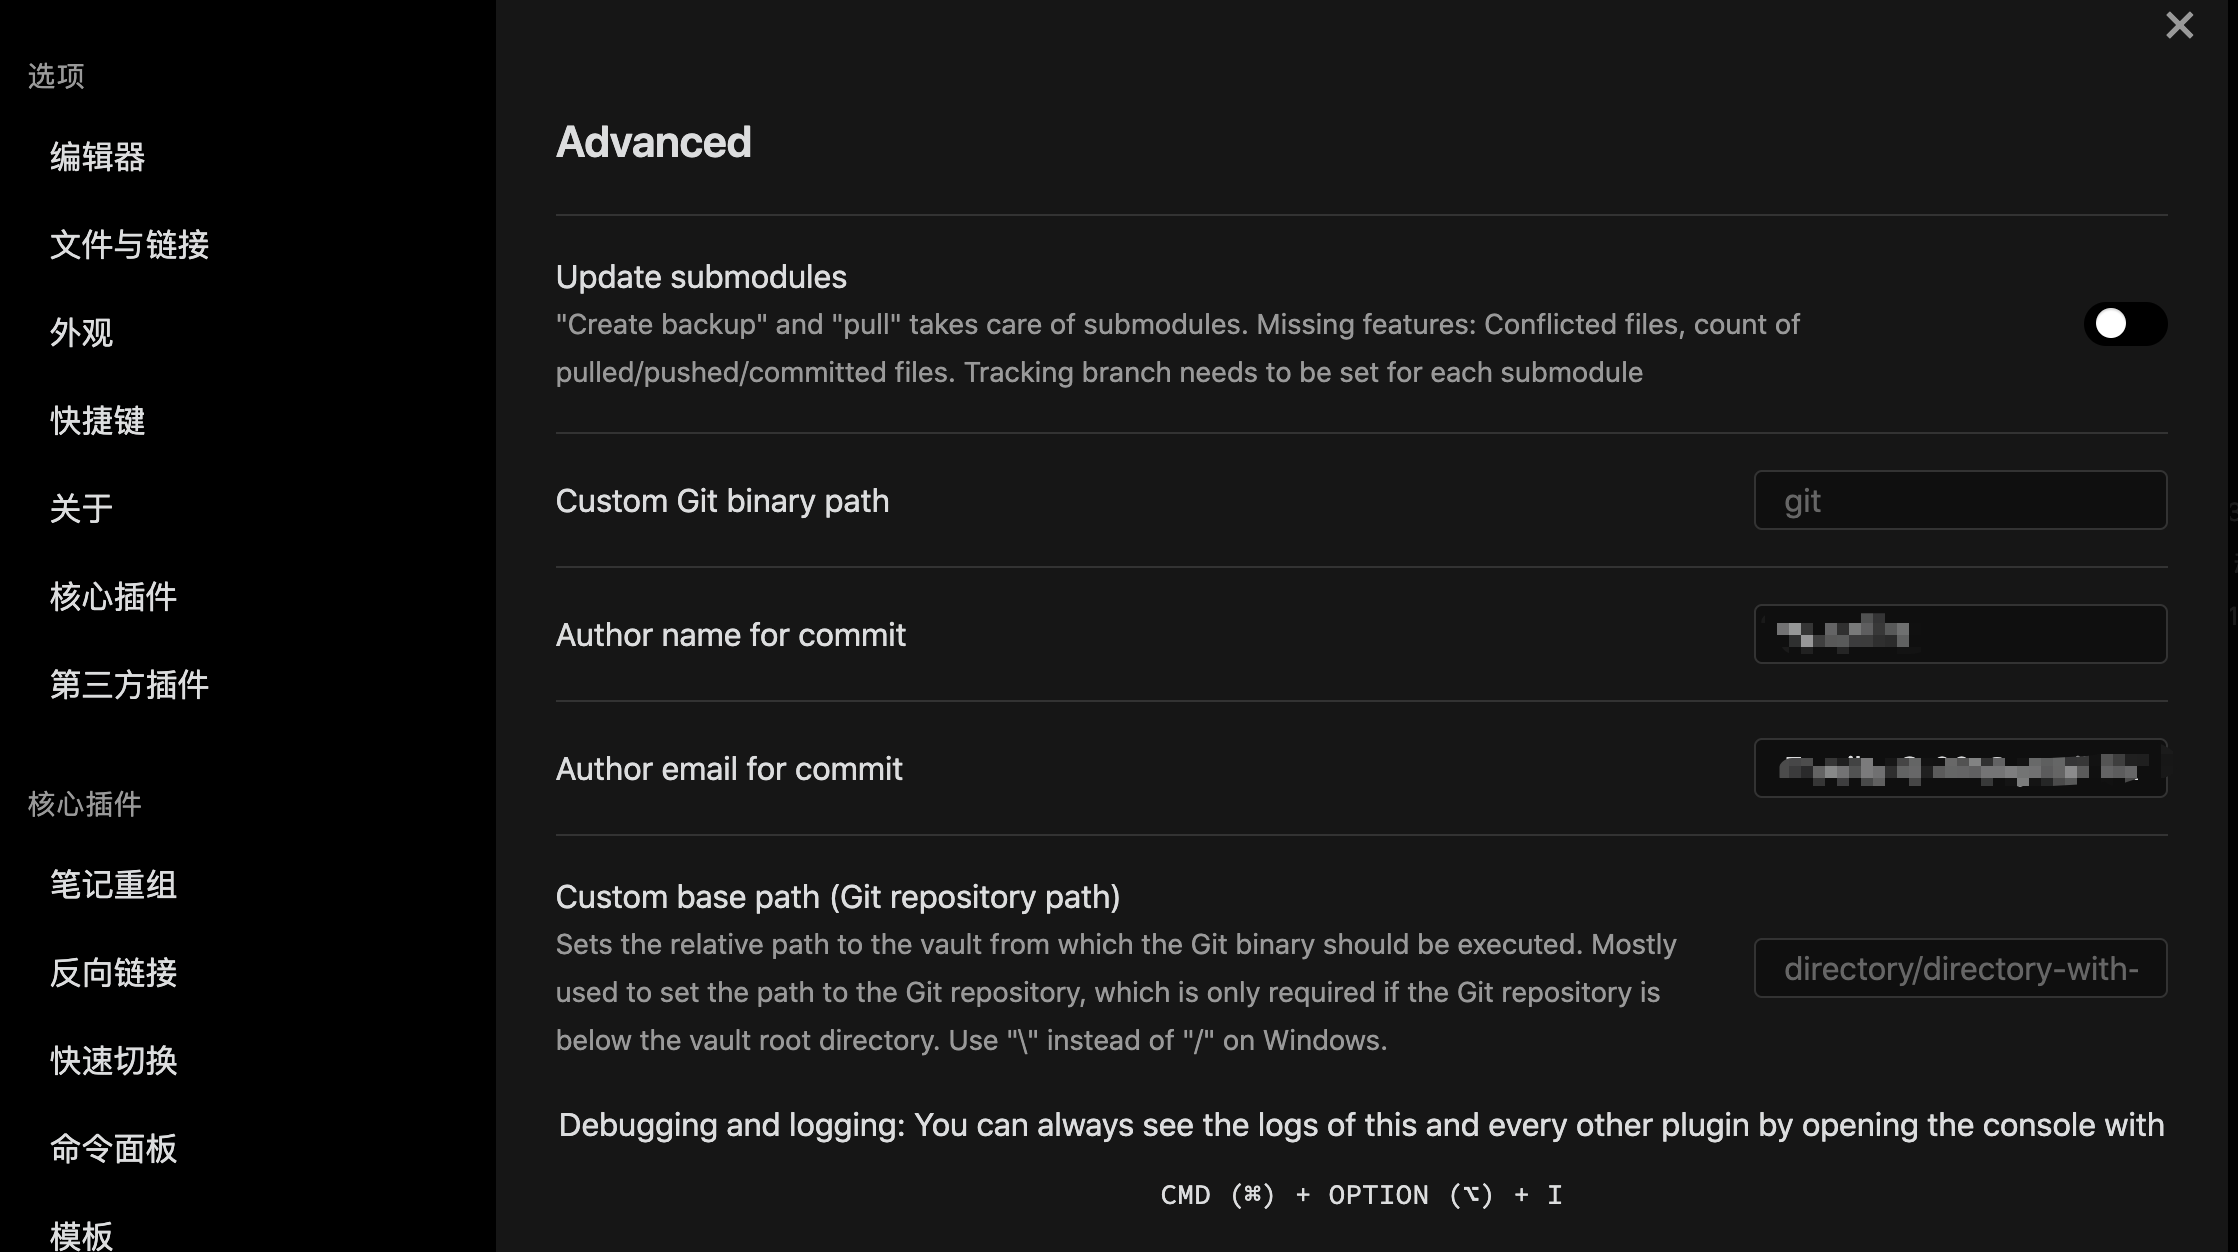 选项
编辑器
文件与链接
外观
快捷键
关于
核心插件
第三方插件
核心插件
笔记重组
反向链接
快速切换
命令面板
模板
Advanced
Update submodules
"Create backup" and "pull" takes care of submodules. Missing features: Conflicted files, count of
pulled/pushed/committed files. Tracking branch needs to be set for each submodule
Custom Git binary path
git
Author name for commit
Author email for commit
Custom base path (Git repository path)
Sets the relative path to the vault from which the Git binary should be executed. Mostly
used to set the path to the Git repository, which is only required if the Git repository is
below the vault root directory. Use "\" instead of "/" on Windows.
directory/directory-with-
Debugging and logging: You can always see the logs of this and every other plugin by opening the console with
CMD (⌘) + OPTION (⌥) + I